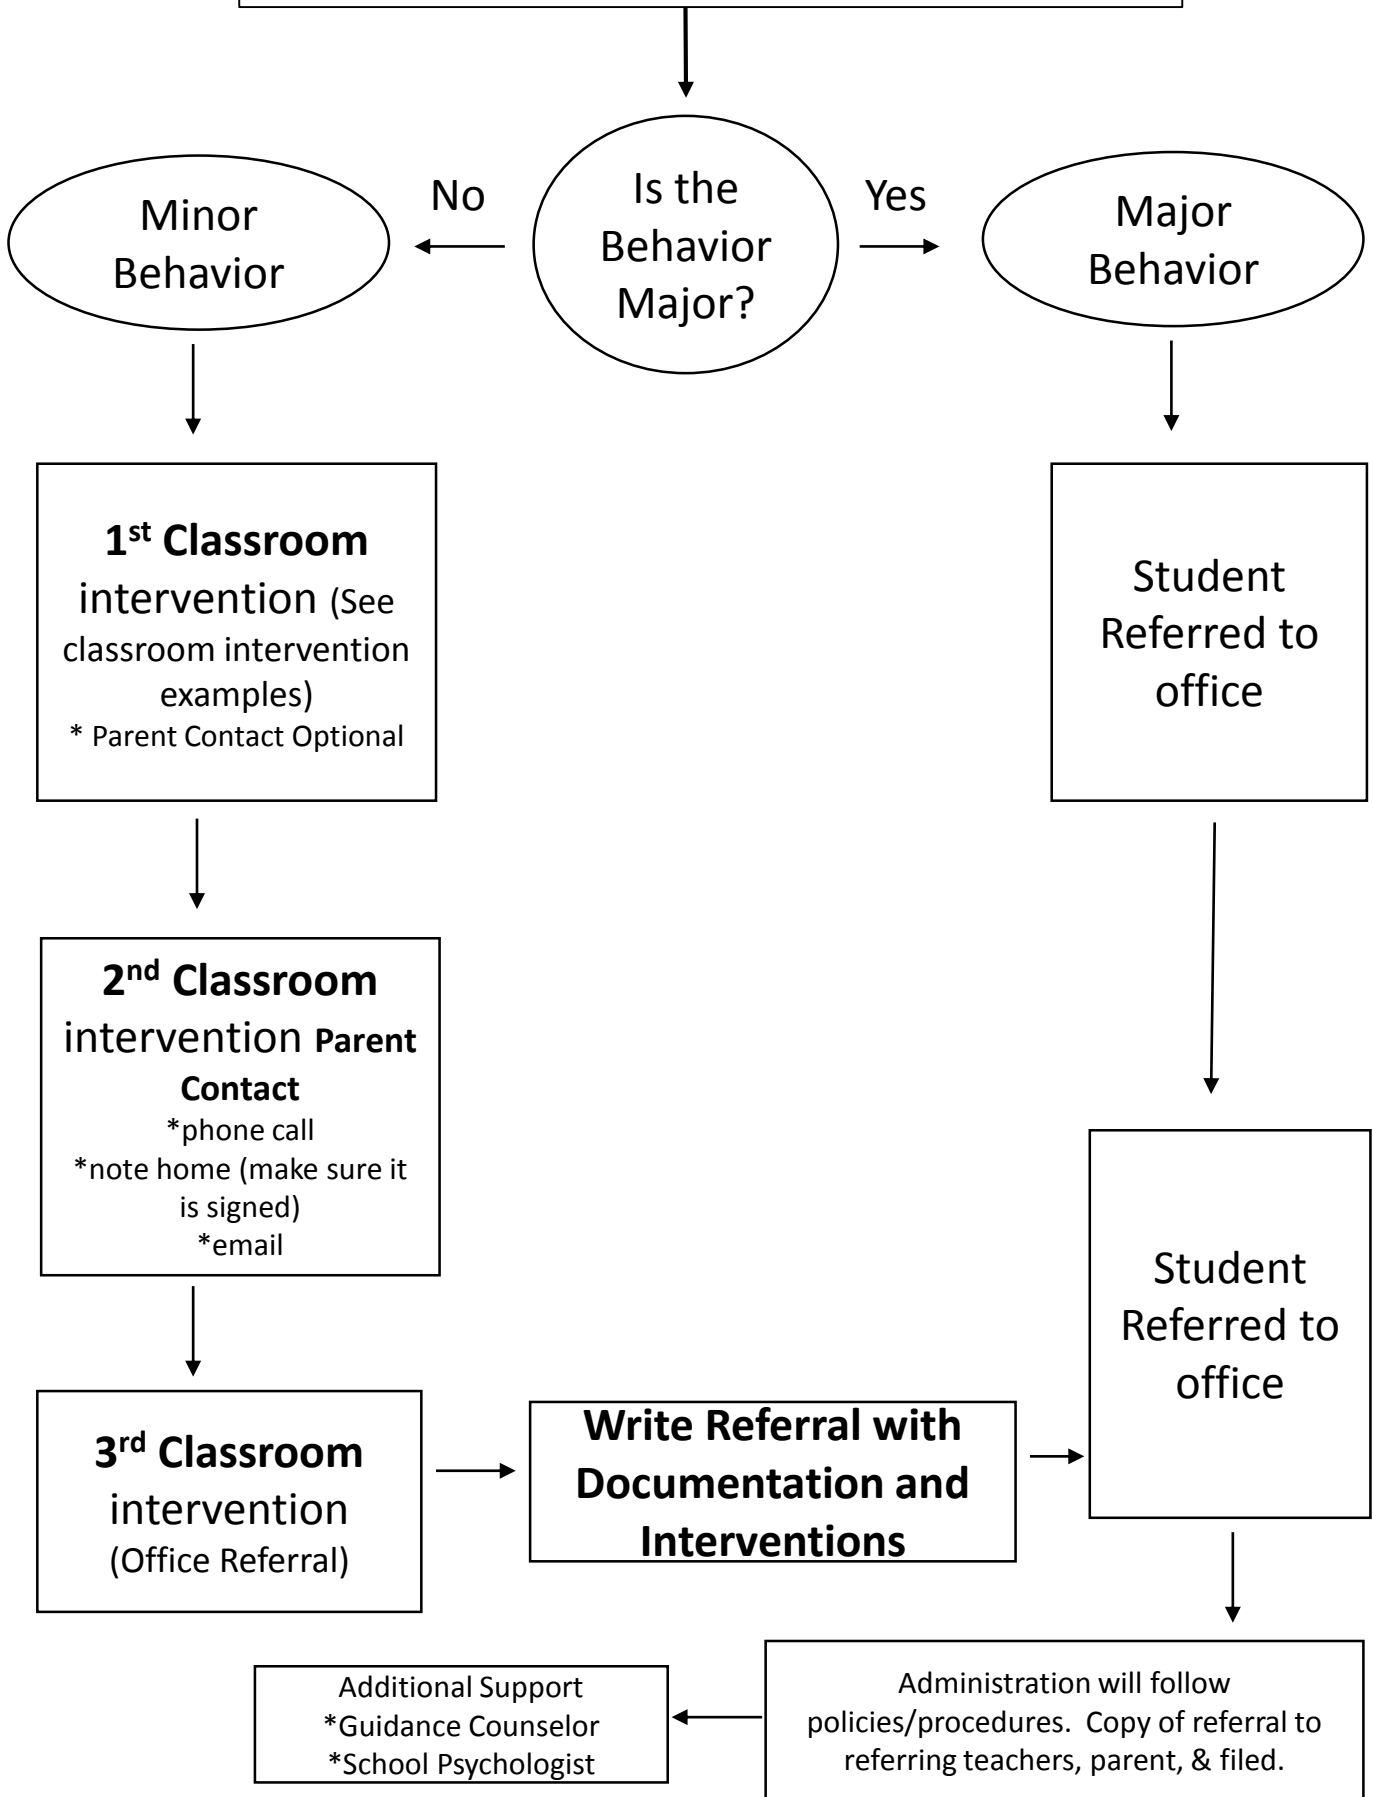 No
Is the
Behavior
Major?
Yes
Minor
Behavior
Major
Behavior
1st Classroom
intervention (See
classroom intervention
examples)
* Parent Contact Optional
Student
Referred to
office
2nd Classroom
intervention Parent
Contact
*phone call
*note home (make sure it
is signed)
*email
Student
Referred to
office
3rd Classroom
intervention
(Office Referral)
Write Referral with
Documentation and
Interventions
Additional Support
*Guidance Counselor
*School Psychologist
Administration will follow
policies/procedures.  Copy of referral to
referring teachers, parent, & filed.